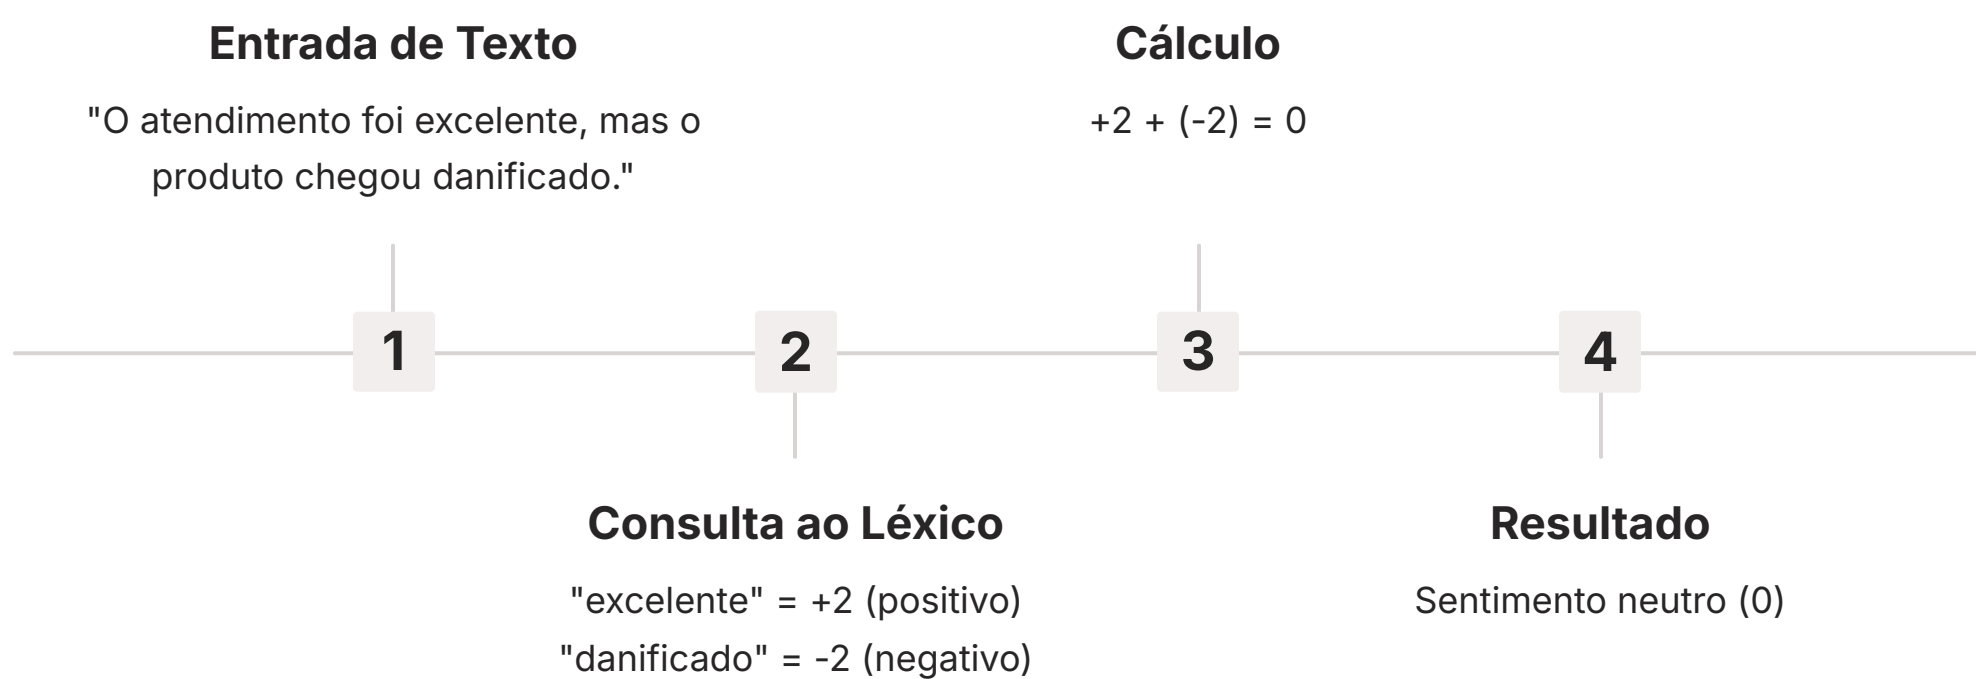 Entrada de Texto
"O atendimento foi excelente, mas o
produto chegou danificado."
1
2
Consulta ao Léxico
"excelente" = +2 (positivo)
"danificado" = -2 (negativo)
Cálculo
+2 + (-2) = 0
3
4
Resultado
Sentimento neutro (0)